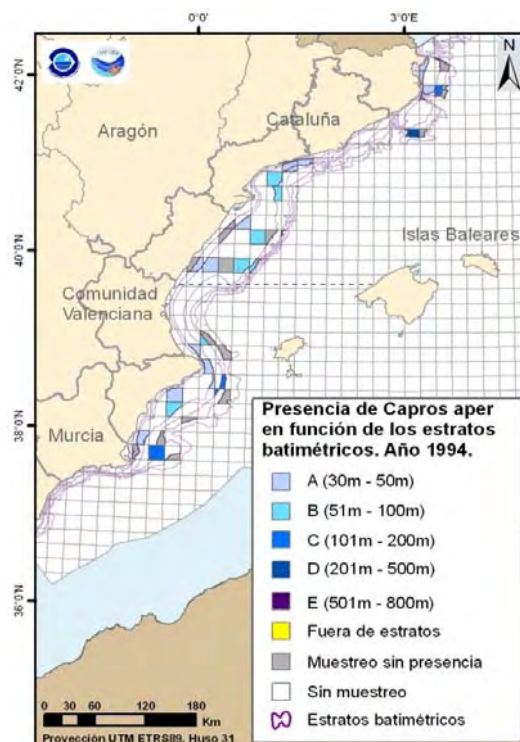 0°0'
3°0'E
42°0'N
N
Aragón
Cataluña
40°0'N
Islas Baleares
Comunidad
Valenciana
38°0'N
Murcia
36°0'N
Presencia de Capros aper
en función de los estratos
batimétricos. Año 1994.
A (30m - 50m)
B (51m - 100m)
C (101m - 200m)
D (201m - 500m)
E (501m - 800m)
Fuera de estratos
Muestreo sin presencia
Sin muestreo
Estratos batimétricos
0 30 60 120 180
Km
Proyección UTM ETRS89. Huso 31